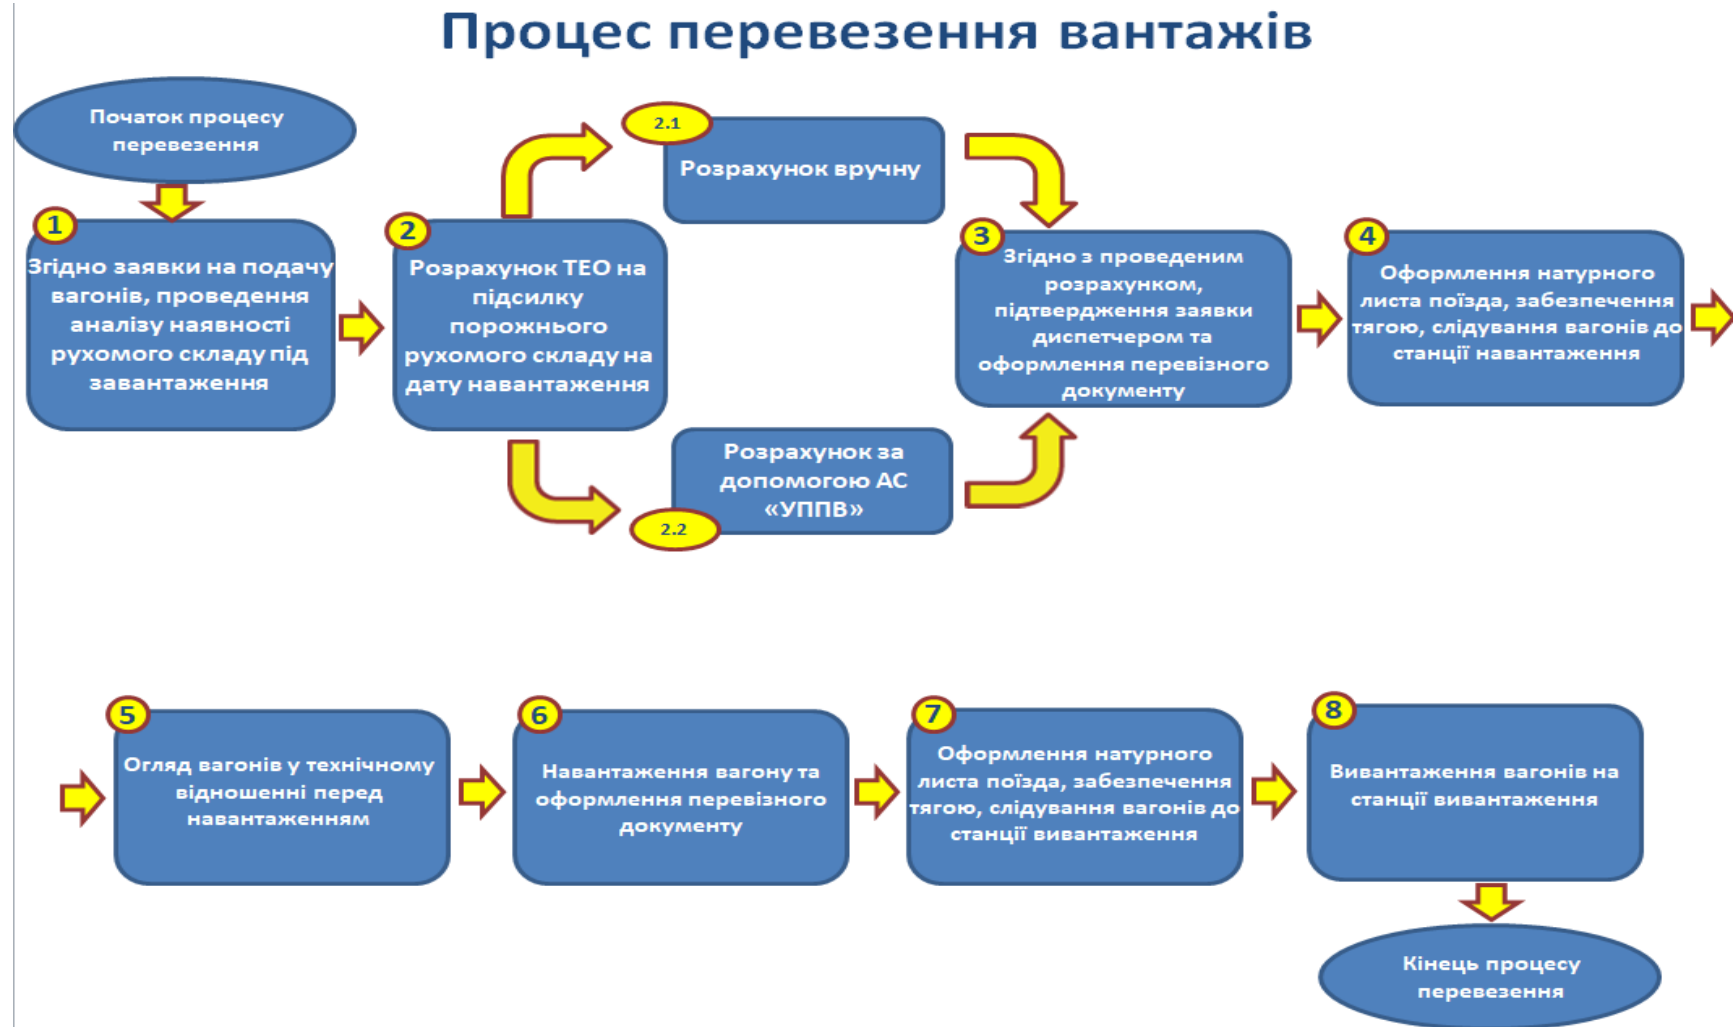 Процес перевезення вантажів
Початок процесу
перевезення
1
Згідно заявки на подачу
вагонів, проведення
аналізу наявності
рухомого складу під
завантаження
2
Розрахунок ТЕО на
підсилку
порожнього
рухомого складу на
дату навантаження
2.1
Розрахунок вручну
2.2
Розрахунок за
допомогою АС
«УППВ»
3
Згідно з проведеним
розрахунком,
підтвердження заявки
диспетчером та
оформлення перевізного
документу
4
Оформлення натурного
листа поїзда, забезпечення
тягою, слідування вагонів до
станції навантаження
5
Огляд вагонів у технічному
відношенні перед
навантаженням
6
Навантаження вагону та
оформлення перевізного
документу
7
Оформлення натурного
листа поїзда, забезпечення
тягою, слідування вагонів до
станції вивантаження
8
Вивантаження вагонів на
станції вивантаження
Кінець процесу
перевезення